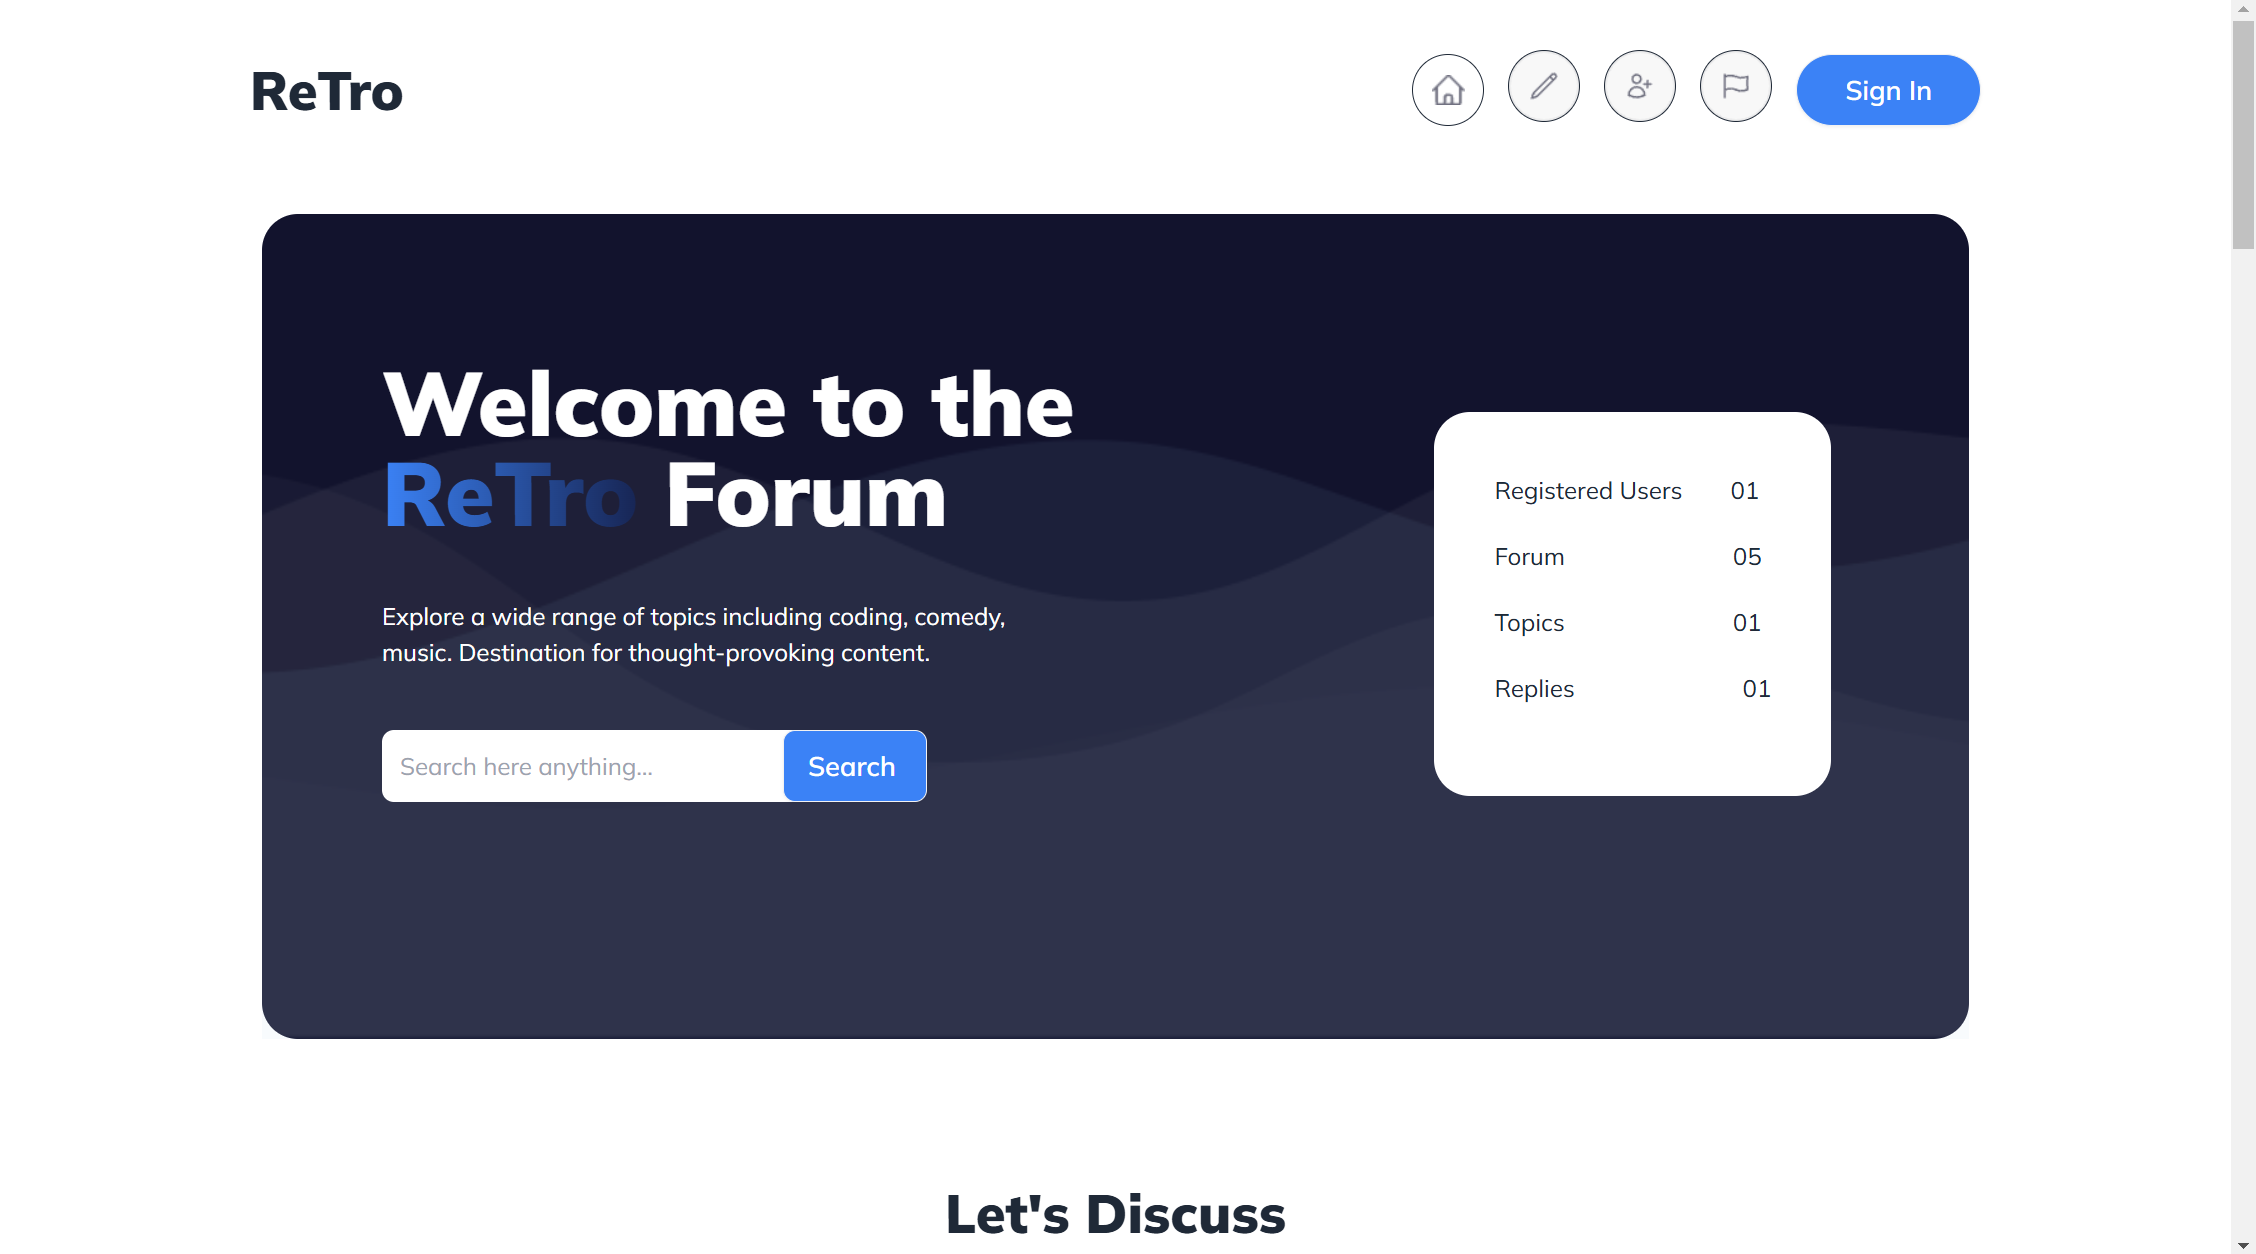 ReTro
Sign In
Welcome to the
ReTro Forum
Explore a wide range of topics including coding, comedy,
music. Destination for thought-provoking content.
Search here anything...
Search
Registered Users 01
Forum 05
Topics 01
Replies 01
Let's Discuss